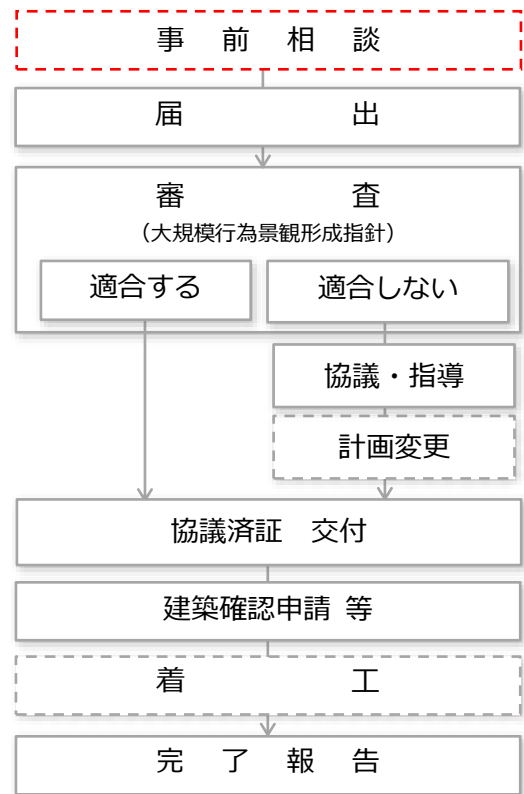 事前相談
届出
審査
（大規模行為景観形成指針）
適合する
適合しない
協議・指導
計画変更
協議済証　交付
建築確認申請 等
着工
完了報告